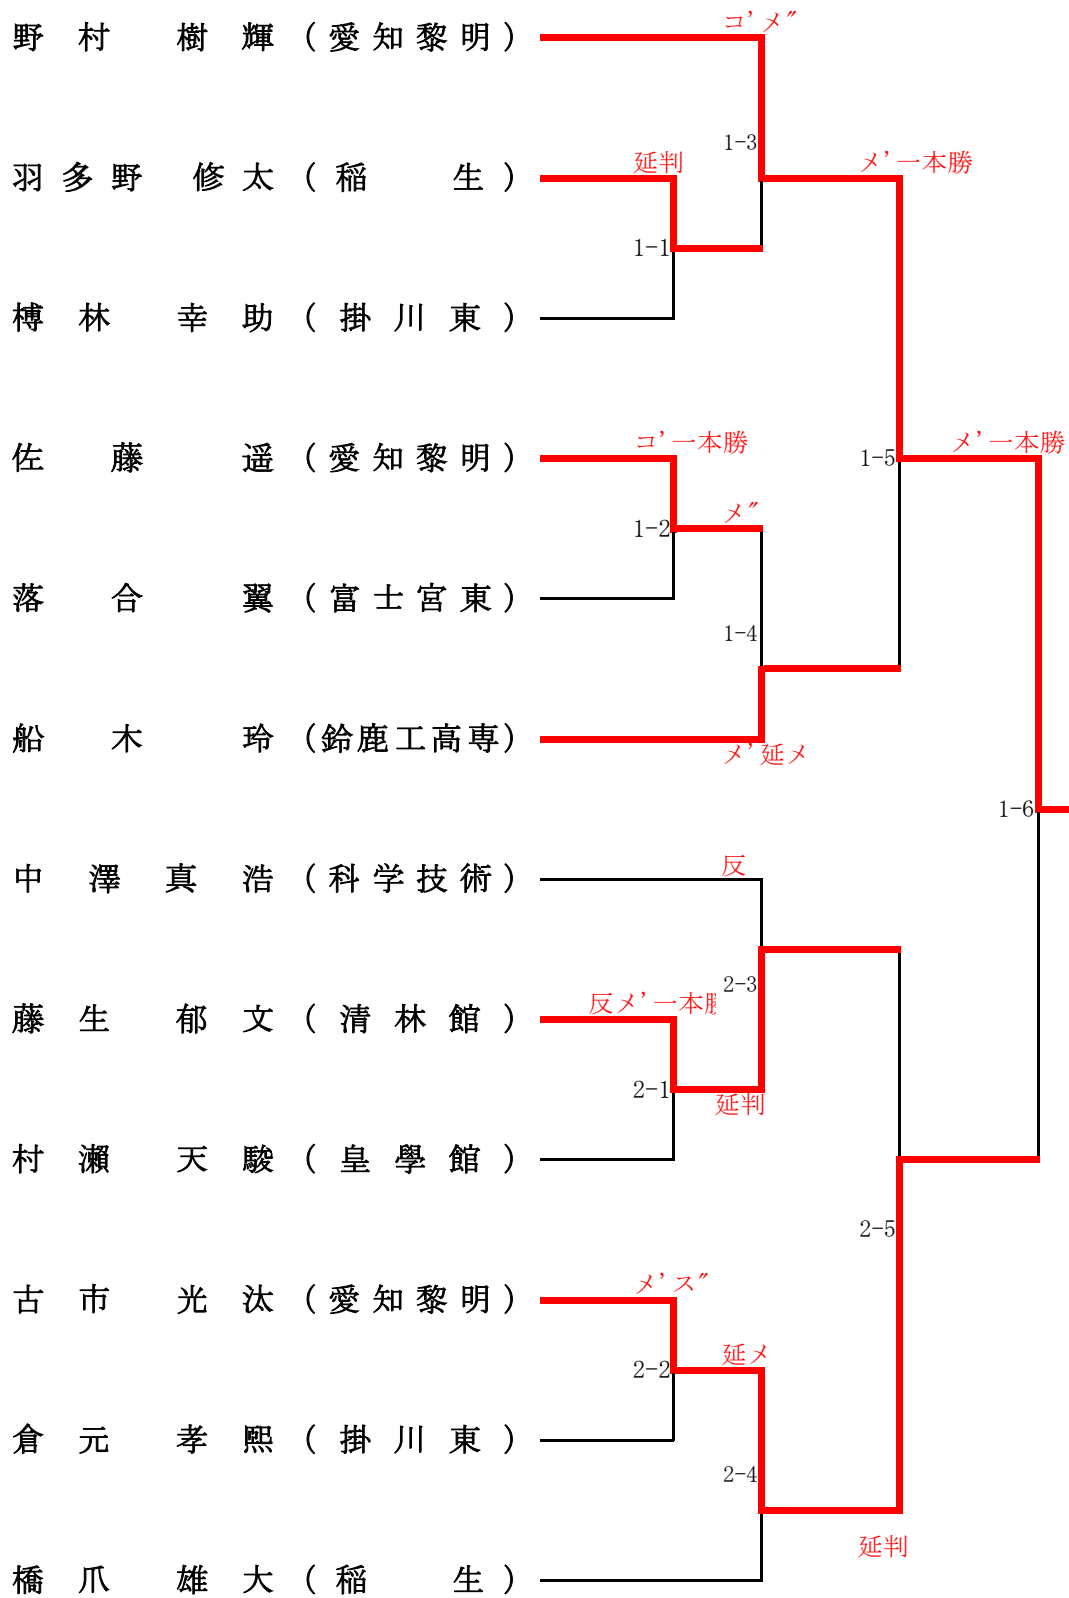 コ’メ″
野村 樹輝(愛知黎明)
1-3
延判
メ’一本勝
羽多野 修太(稲 生)
1-1
榑林 幸助(掛川東)
コ’一本勝
メ’一本勝
佐藤 遥(愛知黎明)
1-5
メ″
1-2
落合 翼(富士宮東)
1-4
船木 玲(鈴鹿工高専)
メ’延メ
1-6
反
中澤 真浩(科学技術)
2-3
反メ’一本勝
藤生 郁文(清林館)
2-1
延判
村瀬 天駿(皇學館)
2-5
メ’ス″
古市 光汰(愛知黎明)
延メ
2-2
倉元 孝熙(掛川東)
2-4
延判
橋爪 雄大(稲 生)